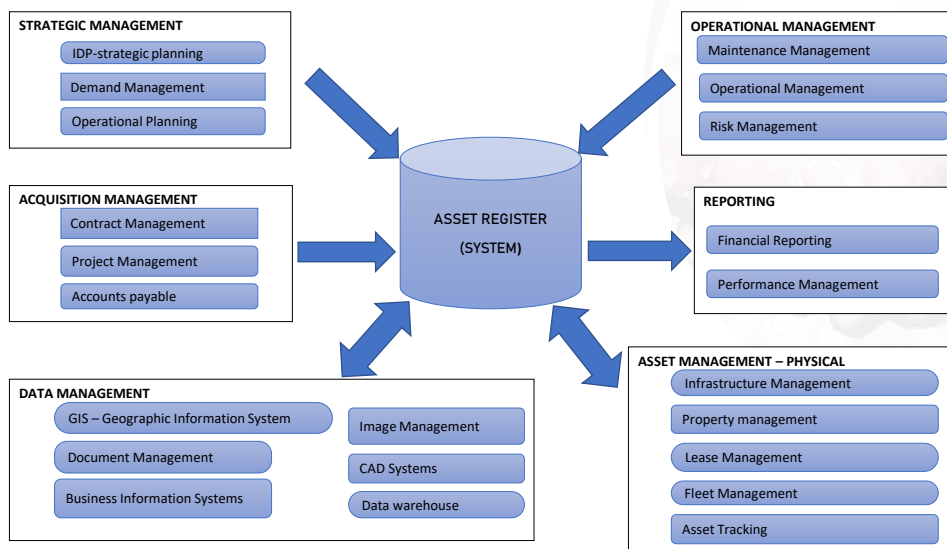 STRATEGIC MANAGEMENT
IDP-strategic planning
Demand Management
Operational Planning
OPERATIONAL MANAGEMENT
Maintenance Management
Operational Management
Risk Management
ACQUISITION MANAGEMENT
Contract Management
Project Management
Accounts payable
ASSET REGISTER
(SYSTEM)
REPORTING
Financial Reporting
Performance Management
DATA MANAGEMENT
GIS – Geographic Information System
Document Management
Business Information Systems
Image Management
CAD Systems
Data warehouse
ASSET MANAGEMENT – PHYSICAL
Infrastructure Management
Property management
Lease Management
Fleet Management
Asset Tracking